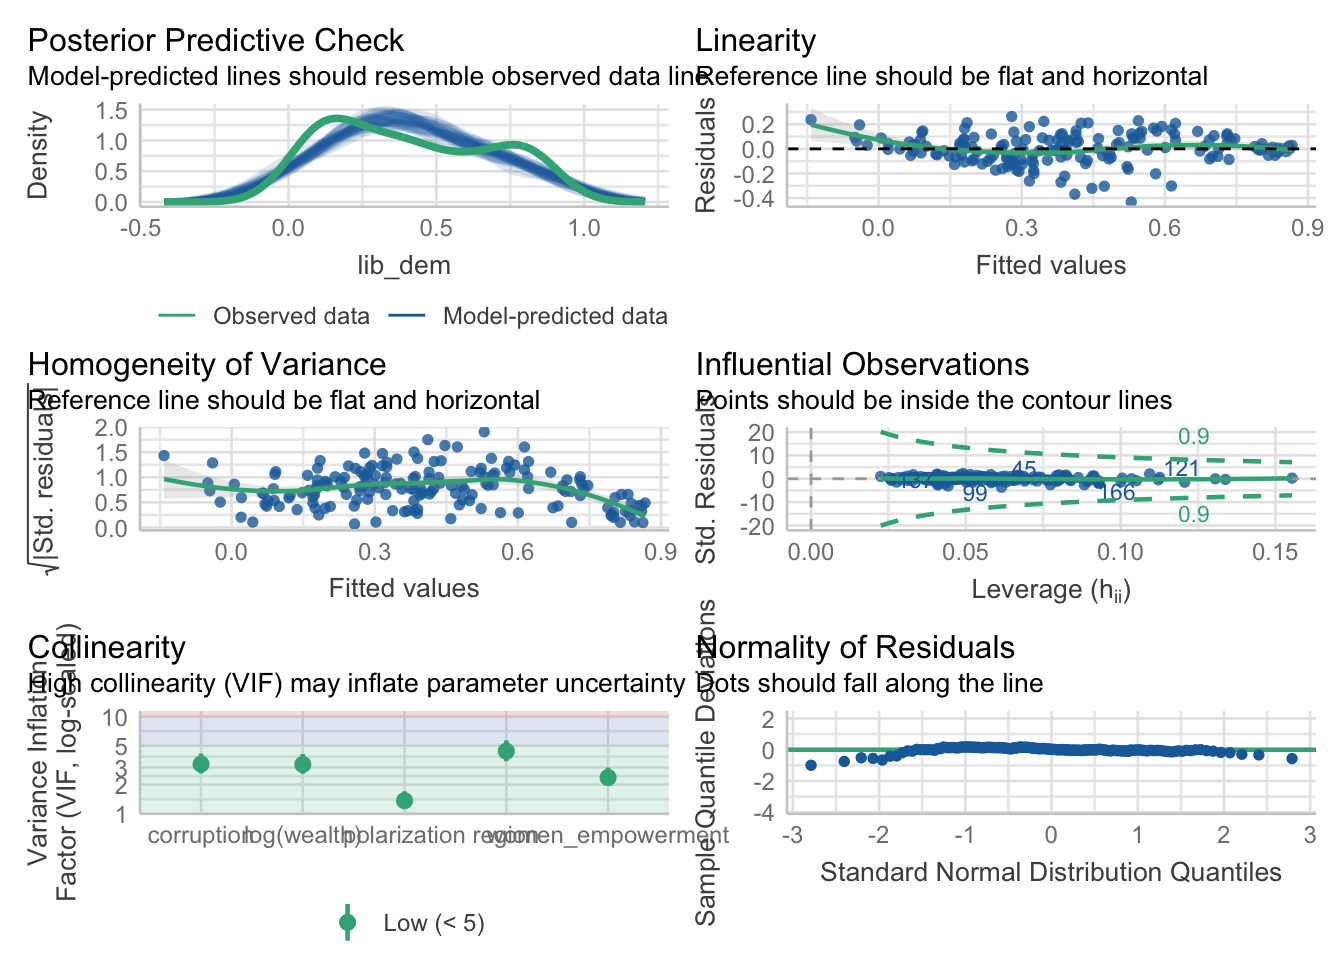 Posterior Predictive Check
Model-predicted lines should resemble observed data line
Density
1.5
1.0
0.5
0.0
-0.5
0.0
0.5
1.0
lib_dem
Observed data
Model-predicted data
Linearity
Reference line should be flat and horizontal
Residuals
0.2
0.0
-0.2
-0.4
0.0
0.3
0.6
0.9
Fitted values
Homogeneity of Variance
Reference line should be flat and horizontal
√|Std. residuals|
2.0
1.5
1.0
0.5
0.0
0.0
0.3
0.6
0.9
Fitted values
Influential Observations
Points should be inside the contour lines
Std. Residuals
20
10
0
-10
-20
0.9
45
121
99
166
0.9
0.00
0.05
0.10
0.15
Leverage (hii)
Collinearity
High collinearity (VIF) may inflate parameter uncertainty
Variance Inflation
Factor (VIF, log-scaled)
10
5
3
2
1
corruption
log(wealth)
polarization
region
women_empowerment
Low (< 5)
Normality of Residuals
Dots should fall along the line
Sample Quantile Deviations
2
0
-2
-4
-3
-2
-1
0
1
2
3
Standard Normal Distribution Quantiles